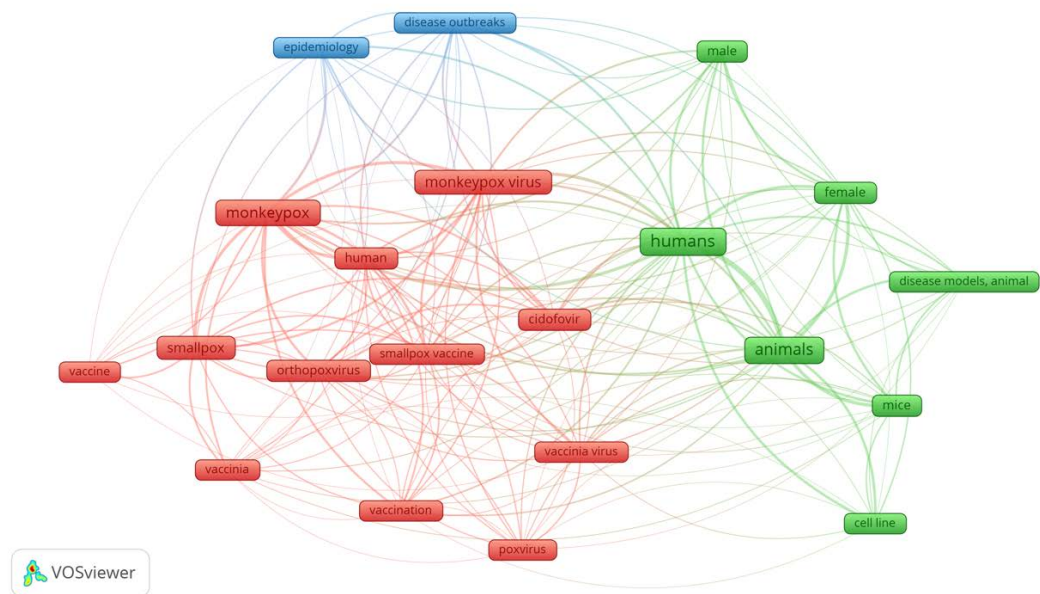 disease outbreaks
epidemiology
male
monkeypox virus
female
monkeypox
humans
human
disease models, animal
cidofovir
smallpox
animals
smallpox vaccine
orthopoxvirus
vaccine
mice
vaccinia virus
vaccinia
vaccination
cell line
poxvirus
VOSviewer